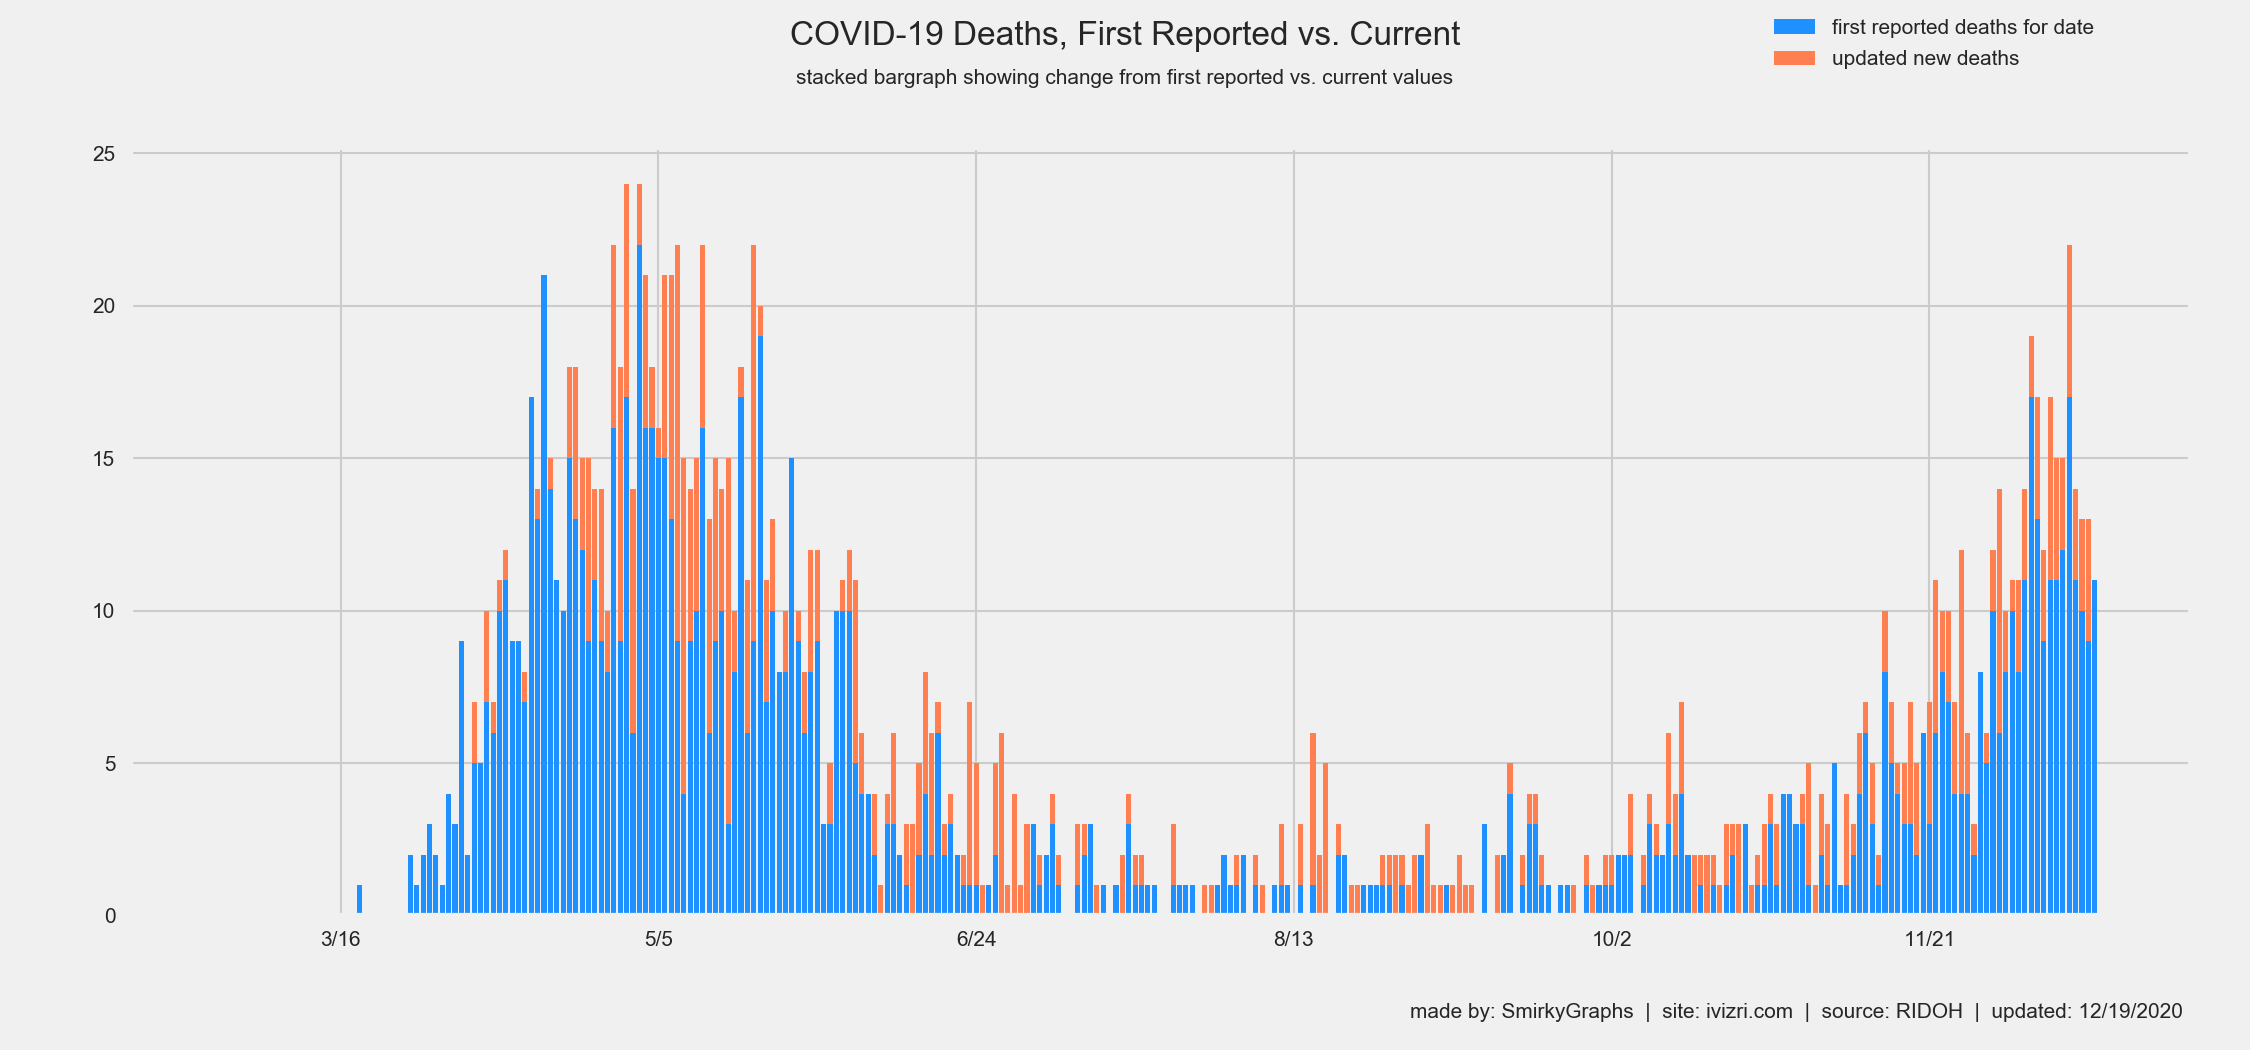 COVID-19 Deaths, First Reported vs. Current
stacked bargraph showing change from first reported vs. current values
first reported deaths for date
updated new deaths
25
20
15
10
5
0
3/16 5/5 6/24 8/13 10/2 11/21
made by: SmirkyGraphs | site: ivizri.com | source: RIDOH | updated: 12/19/2020